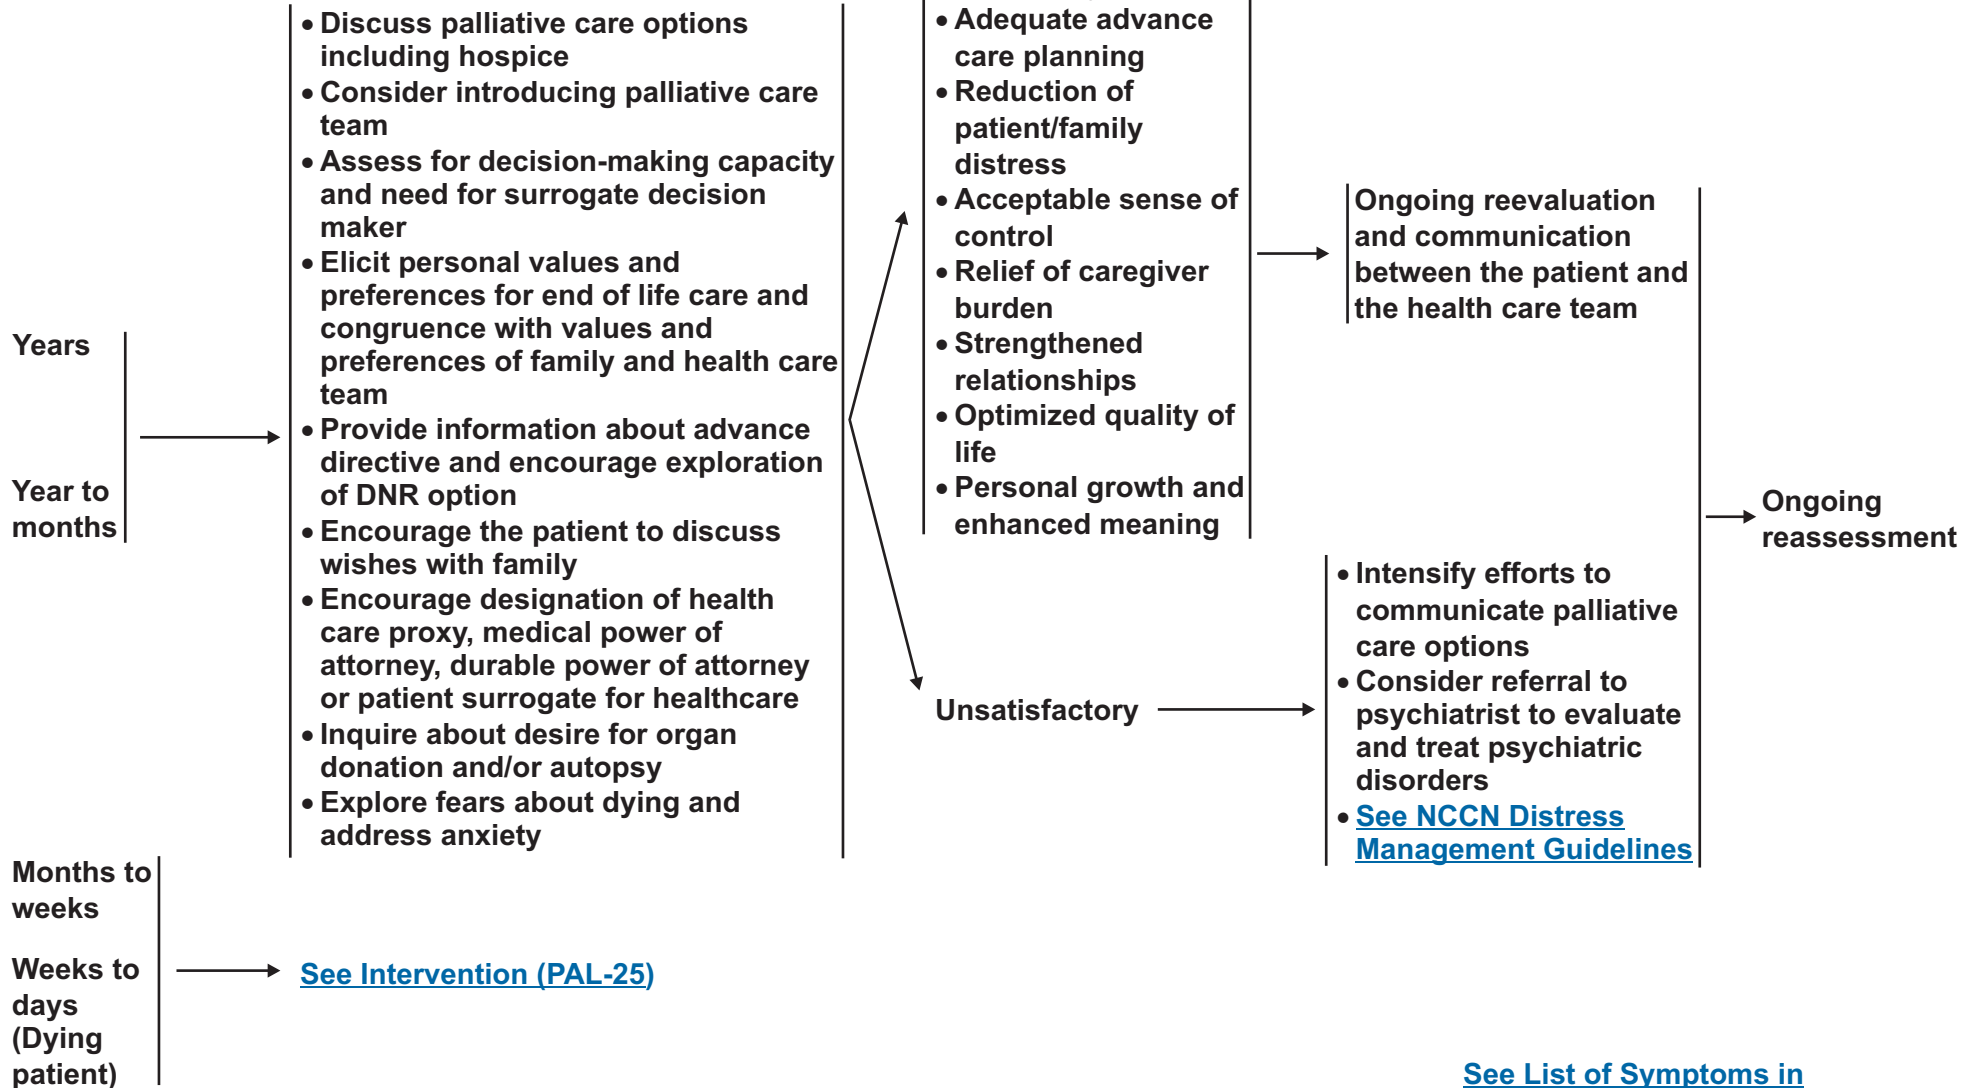 • Discuss palliative care options
including hospice
• Consider introducing palliative care
team
• Assess for decision-making capacity
and need for surrogate decision
maker
• Elicit personal values and
preferences for end of life care and
congruence with values and
preferences of family and health care
team
• Provide information about advance
directive and encourage exploration
of DNR option
• Encourage the patient to discuss
wishes with family
• Encourage designation of health
care proxy, medical power of
attorney, durable power of attorney
or patient surrogate for healthcare
• Inquire about desire for organ
donation and/or autopsy
• Explore fears about dying and
address anxiety
Years
Year to
months
• Adequate advance
care planning
• Reduction of
patient/family
distress
• Acceptable sense of
control
• Relief of caregiver
burden
• Strengthened
relationships
• Optimized quality of
life
• Personal growth and
enhanced meaning
Ongoing reevaluation
and communication
between the patient and
the health care team
Unsatisfactory
• Intensify efforts to
communicate palliative
care options
• Consider referral to
psychiatrist to evaluate
and treat psychiatric
disorders
• See NCCN Distress
Management Guidelines
Ongoing
reassessment
Months to
weeks
Weeks to
days
(Dying
patient)
See Intervention (PAL-25)
See List of Symptoms in